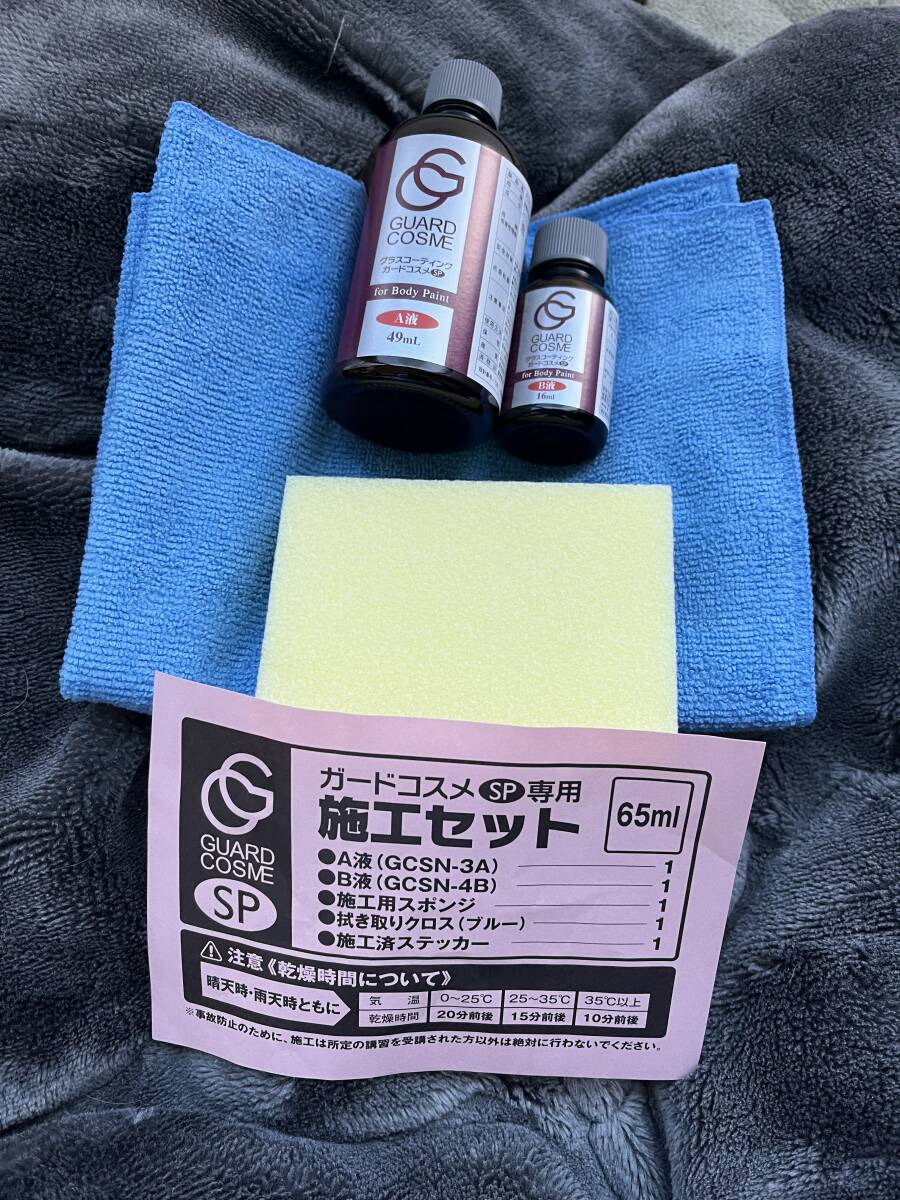 GUARD
COSME
グラスコーティング
ガードコスメSP
for Body Paint
A液
49mL
GUARD
COSME
グラスコーティング
ガードコスメSP
for Body Paint
B液
16ml
GUARD
COSME
SP
ガードコスメSP専用
施工セット
65ml
●A液(GCSN-3A) 1
●B液(GCSN-4B) 1
●施工用スポンジ 1
●拭き取りクロス(ブルー) 1
●施工済ステッカー 1
注意《乾燥時間について》
晴天時・雨天時ともに
気 温 0〜25℃ 25〜35℃ 35℃以上
乾燥時間 20分前後 15分前後 10分前後
※事故防止のために、施工は所定の講習を受講された方以外は絶対に行わないでください。